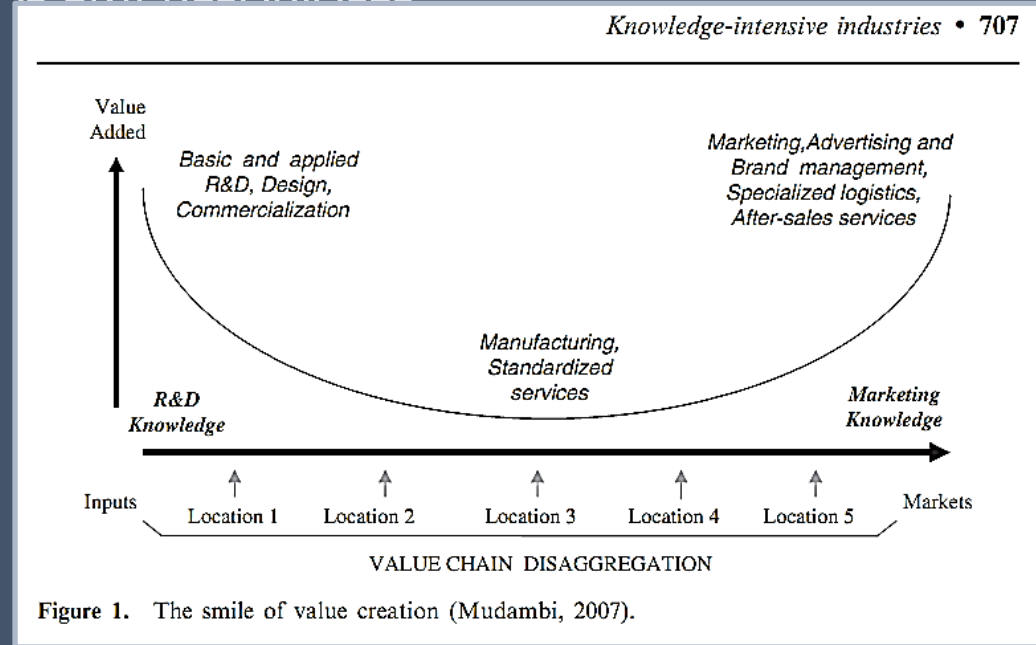 Knowledge-intensive industries • 707
Value
Added
Basic and applied
R&D, Design,
Commercialization
Marketing,Advertising and
Brand management,
Specialized logistics,
After-sales services
Manufacturing,
Standardized
services
R&D
Knowledge
Marketing
Knowledge
Inputs
Location 1
Location 2
Location 3
Location 4
Location 5
Markets
VALUE CHAIN DISAGGREGATION
Figure 1. The smile of value creation (Mudambi, 2007).